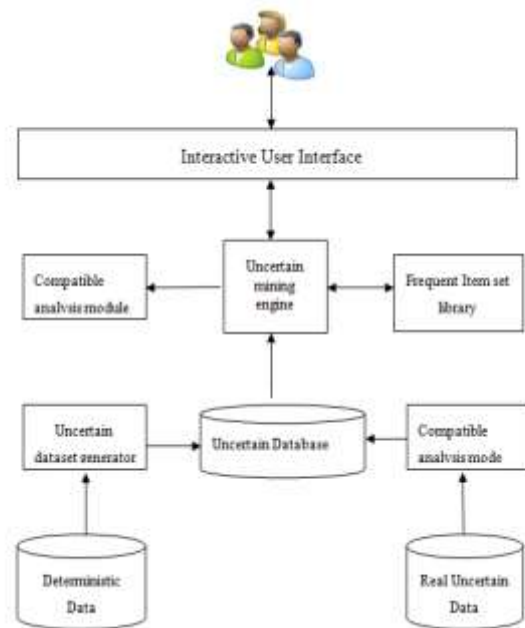 Interactive User Interface
Compatible
analysis module
Uncertain
mining
engine
Frequent Item set
library
Uncertain
dataset generator
Uncertain Database
Compatible
analysis mode
Deterministic
Data
Real Uncertain
Data